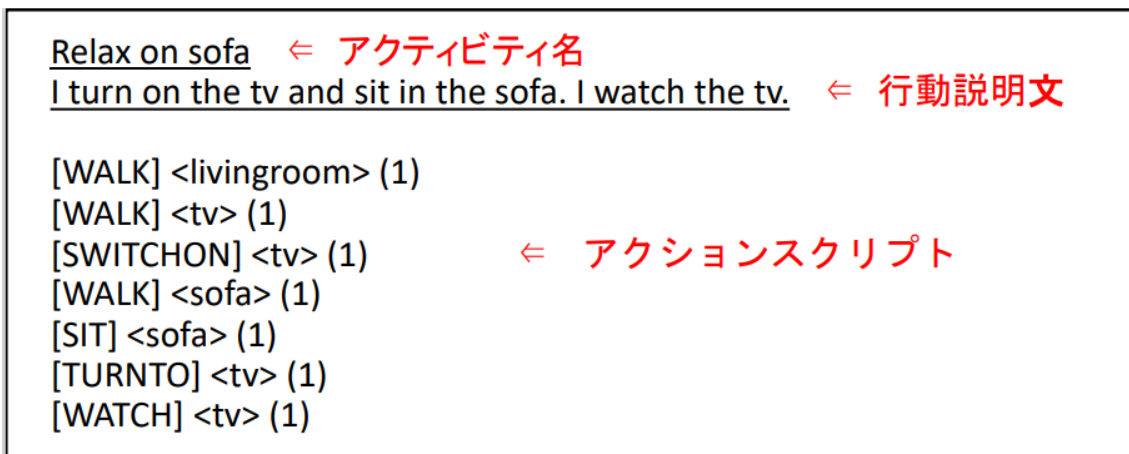 Relax on sofa ⇐ アクティビティ名
I turn on the tv and sit in the sofa. I watch the tv. ⇐ 行動説明文
[WALK] <livingroom> (1)
[WALK] <tv> (1)
[SWITCHON] <tv> (1) ⇐ アクションスクリプト
[WALK] <sofa> (1)
[SIT] <sofa> (1)
[TURNTO] <tv> (1)
[WATCH] <tv> (1)